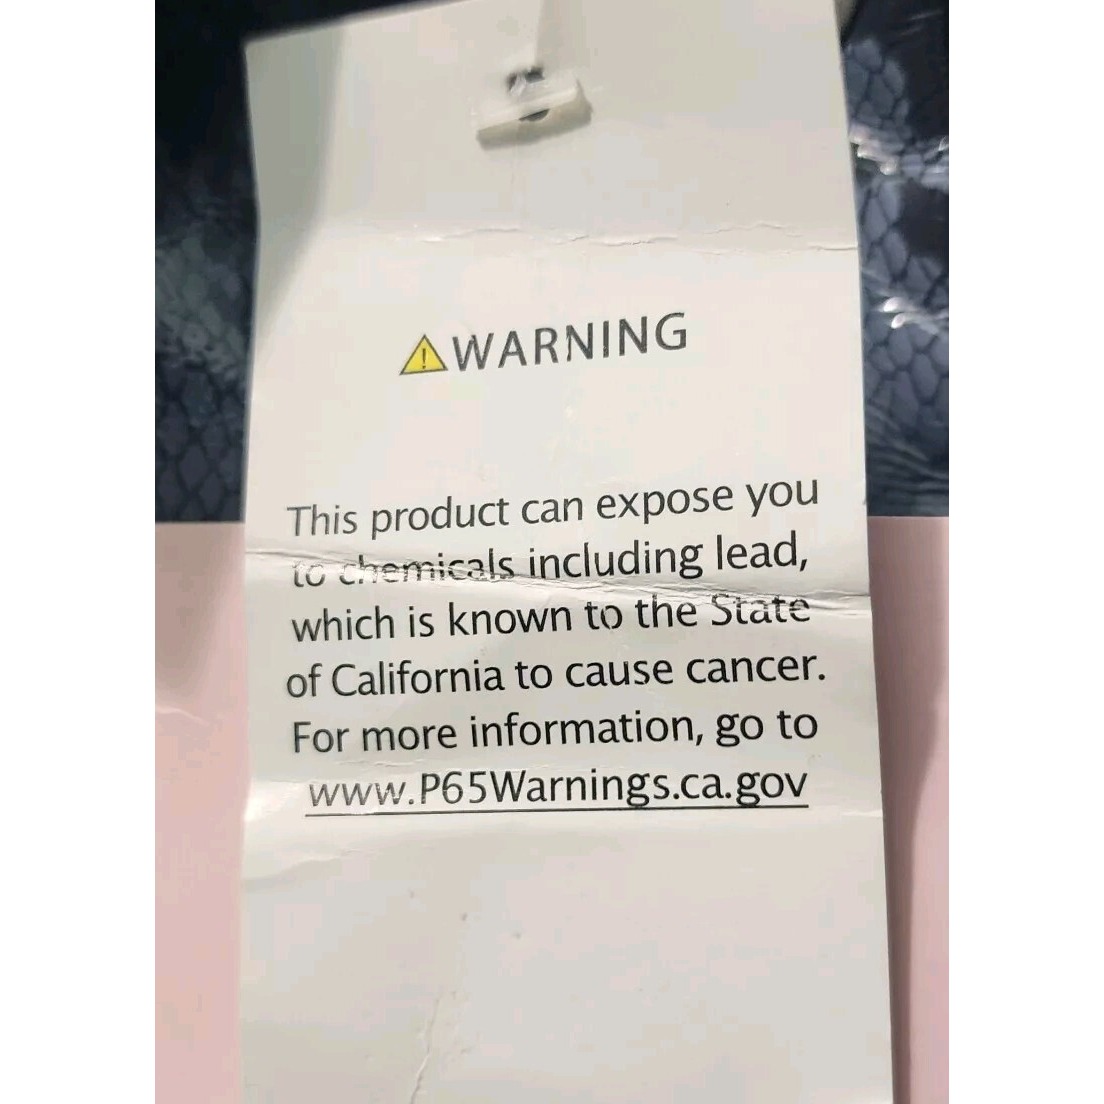 WARNING
This product can expose you
to chemicals including lead,
which is known to the State
of California to cause cancer.
For more information, go to
www.P65Warnings.ca.gov